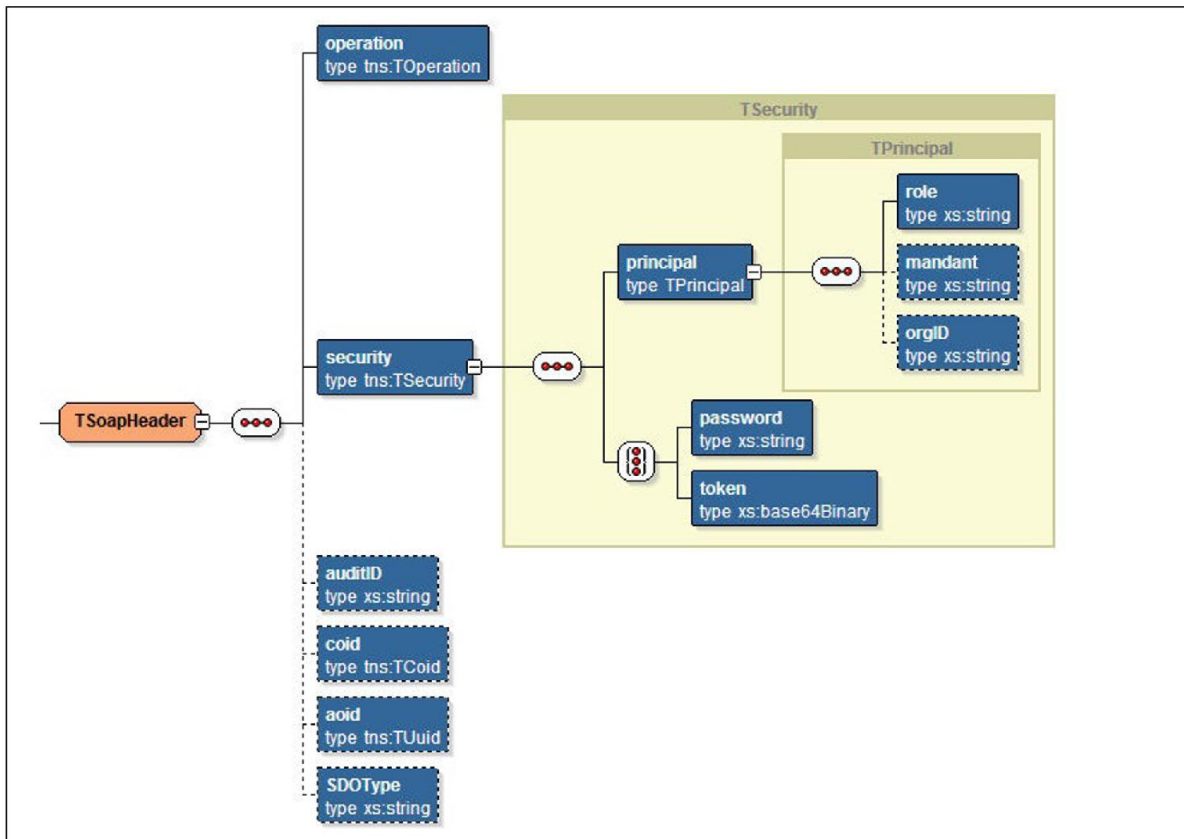 operation
type tns:TOperation
TSecurity
TPrincipal
role
type xs:string
principal
type TPrincipal
mandant
type xs:string
orgID
type xs:string
security
type tns:TSecurity
TSoapHeader
password
type xs:string
token
type xs:base64Binary
auditID
type xs:string
coid
type tns:TCoid
aoid
type tns:TUuid
SDOType
type xs:string